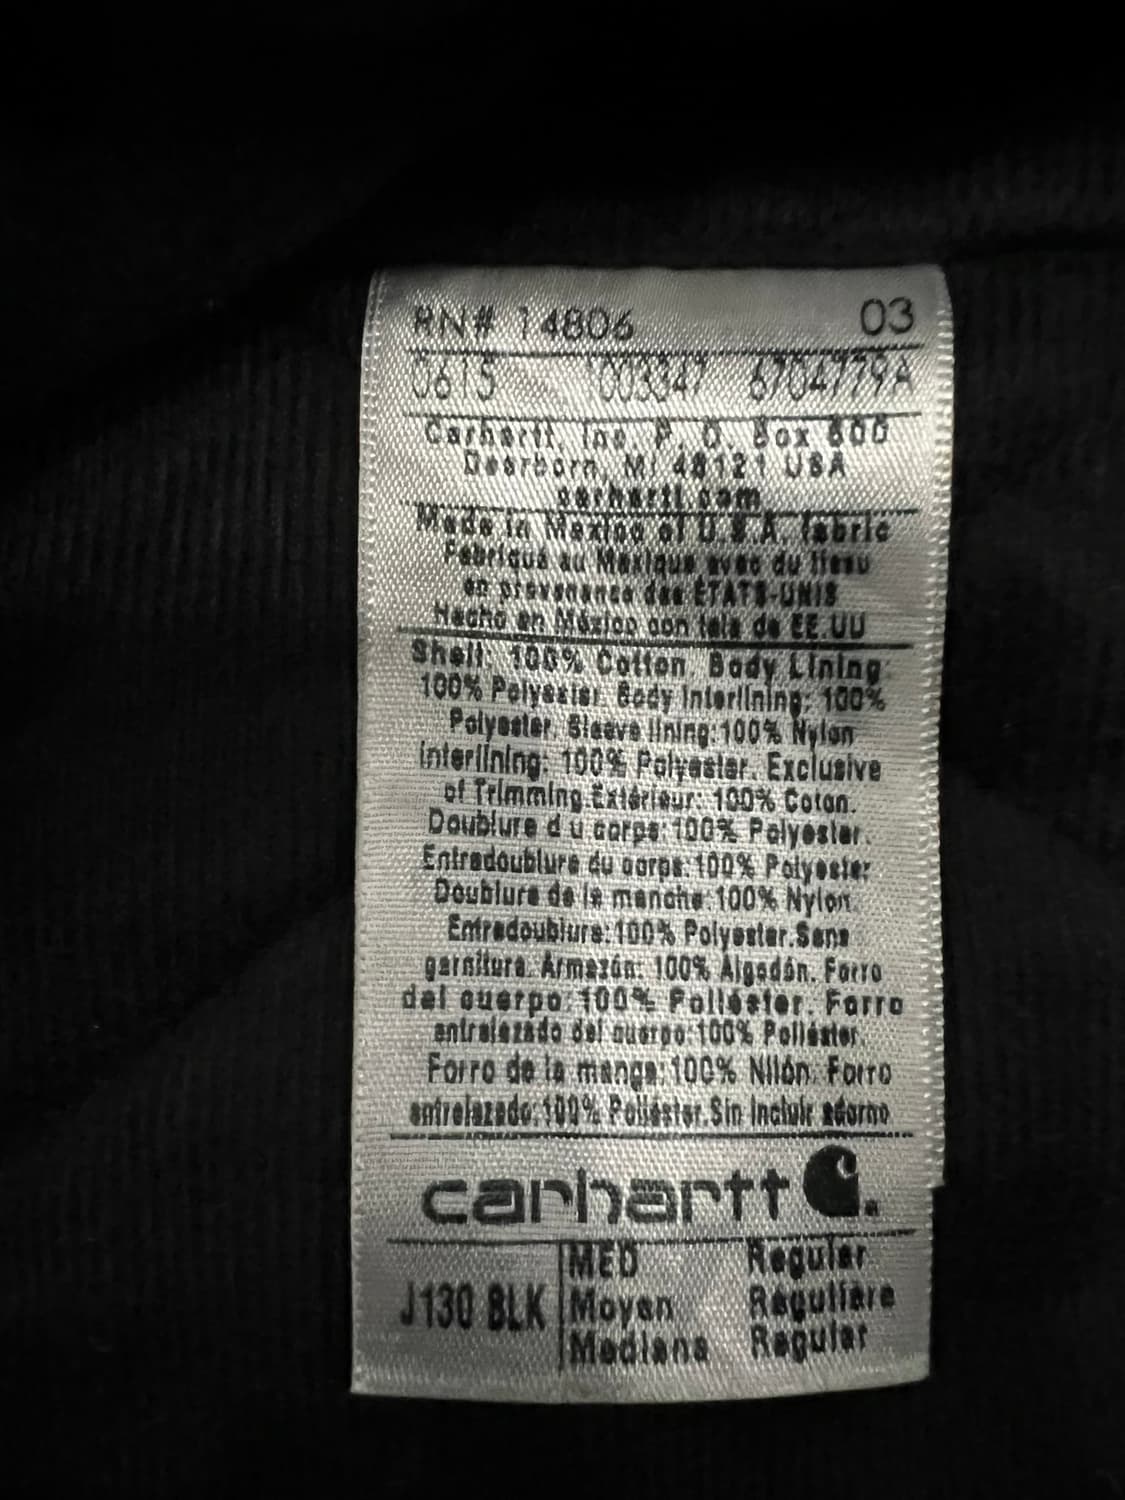 RN# 14806 03
0615 003347 6704779A
Carhartt, Inc. P. O. Box 600
Dearborn, MI 48121 USA
carhartt.com
Made in Mexico of U.S.A. fabric
Fabriqué au Mexique avec du tissu
en provenance des ÉTATS-UNIS
Hecho en México con tela de EE.UU
Shell: 100% Cotton, Body Lining:
100% Polyester. Body Interlining: 100%
Polyester. Sleeve lining:100% Nylon
interlining: 100% Polyester. Exclusive
of Trimming.Extérieur: 100% Coton.
Doublure d u corps:100% Polyester.
Entredoublure du corps:100% Polyester
Doublure de la manche:100% Nylon.
Entredoublure:100% Polyester.Sans
garniture. Armazón: 100% Algodón. Forro
del cuerpo:100% Poliéster. Forro
entrelazado del cuerpo:100% Poliéster.
Forro de la manga:100% Nilón. Forro
entrelazado:100% Poliéster.Sin incluir adorno
carhartt
J130 BLK
MED Regular
Moyen Régulière
Mediana Regular